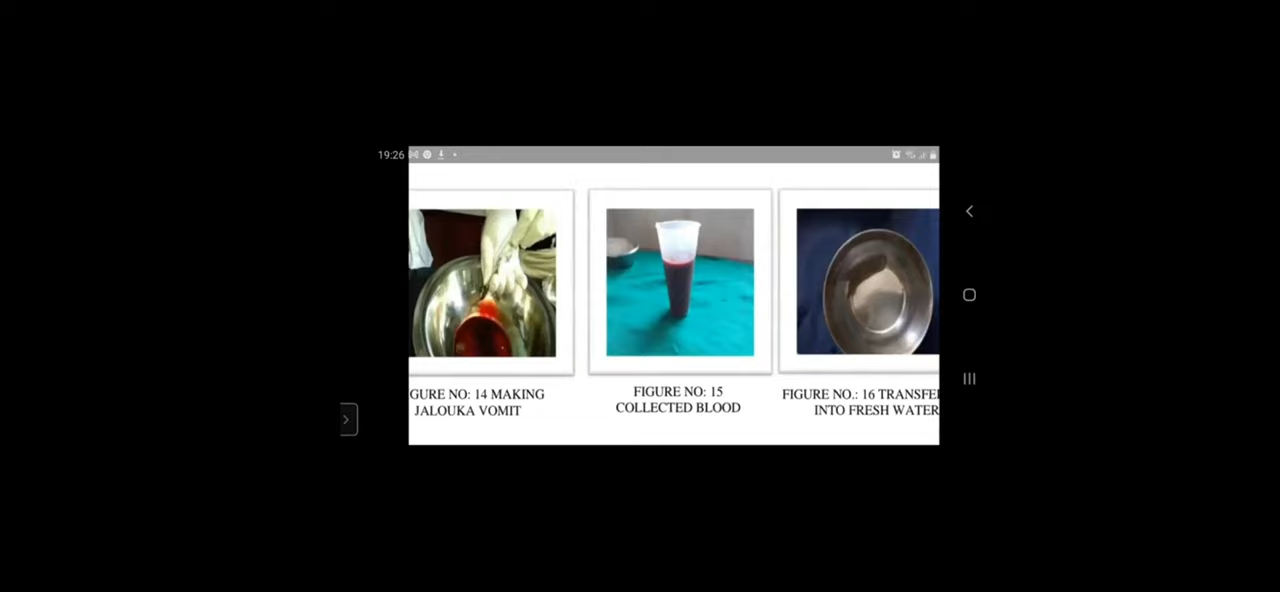 19:26
GURE NO: 14 MAKING
JALOUKA VOMIT
FIGURE NO: 15
COLLECTED BLOOD
FIGURE NO.: 16 TRANSFE
INTO FRESH WATER